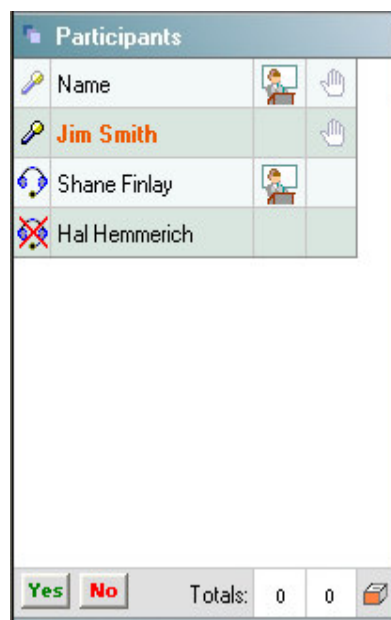 Participants
Name
Jim Smith
Shane Finlay
Hal Hemmerich
Yes No Totals: 0 0